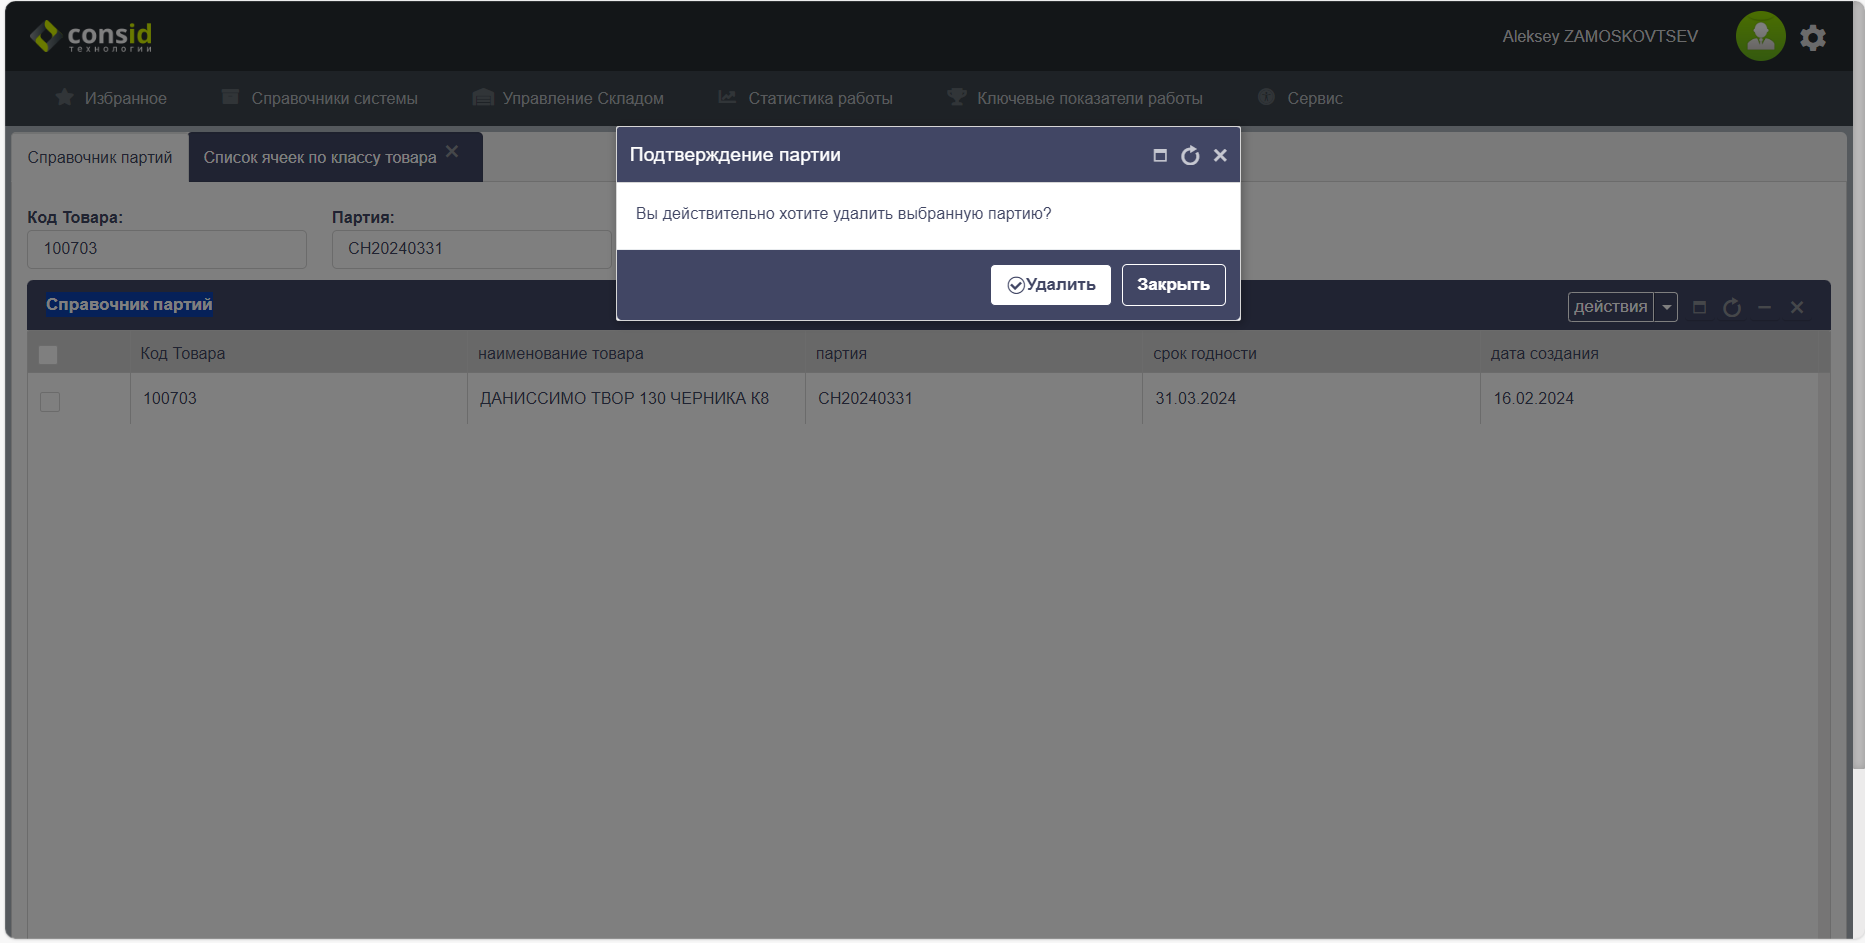 consid
технологии
Aleksey ZAMOSKOVTSEV
Избранное
Справочники системы
Управление Складом
Статистика работы
Ключевые показатели работы
Сервис
Справочник партий
Список ячеек по классу товара
Подтверждение партии
Вы действительно хотите удалить выбранную партию?
Удалить
Закрыть
Код Товара:
Партия:
100703
CH20240331
Справочник партий
действия
Код Товара
наименование товара
партия
срок годности
дата создания
100703
ДАНИССИМО ТВОР 130 ЧЕРНИКА К8
CH20240331
31.03.2024
16.02.2024